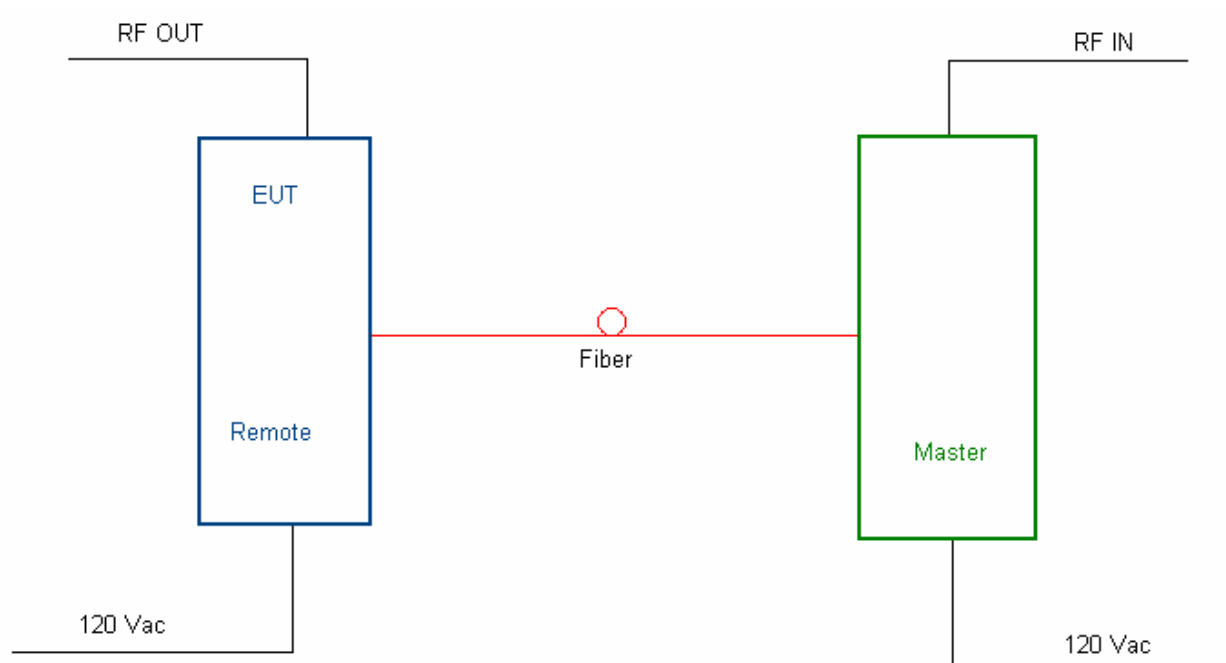 RF OUT
RF IN
EUT
Fiber
Remote
Master
120 Vac
120 Vac